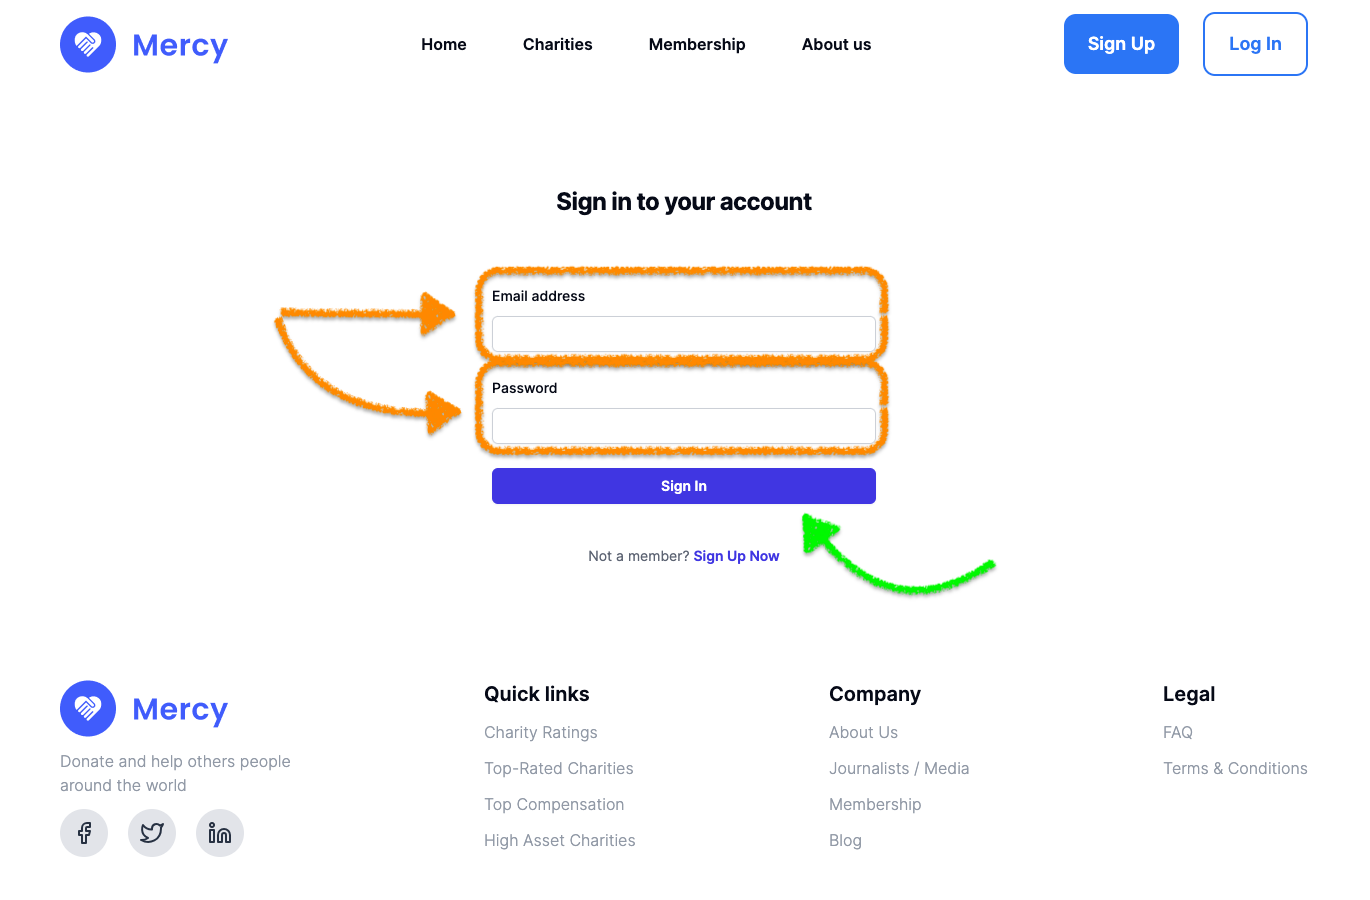 Mercy
Home
Charities
Membership
About us
Sign Up
Log In
Sign in to your account
Email address
Password
Sign In
Not a member? Sign Up Now
Mercy
Donate and help others people
around the world
Quick links
Charity Ratings
Top-Rated Charities
Top Compensation
High Asset Charities
Company
About Us
Journalists / Media
Membership
Blog
Legal
FAQ
Terms & Conditions